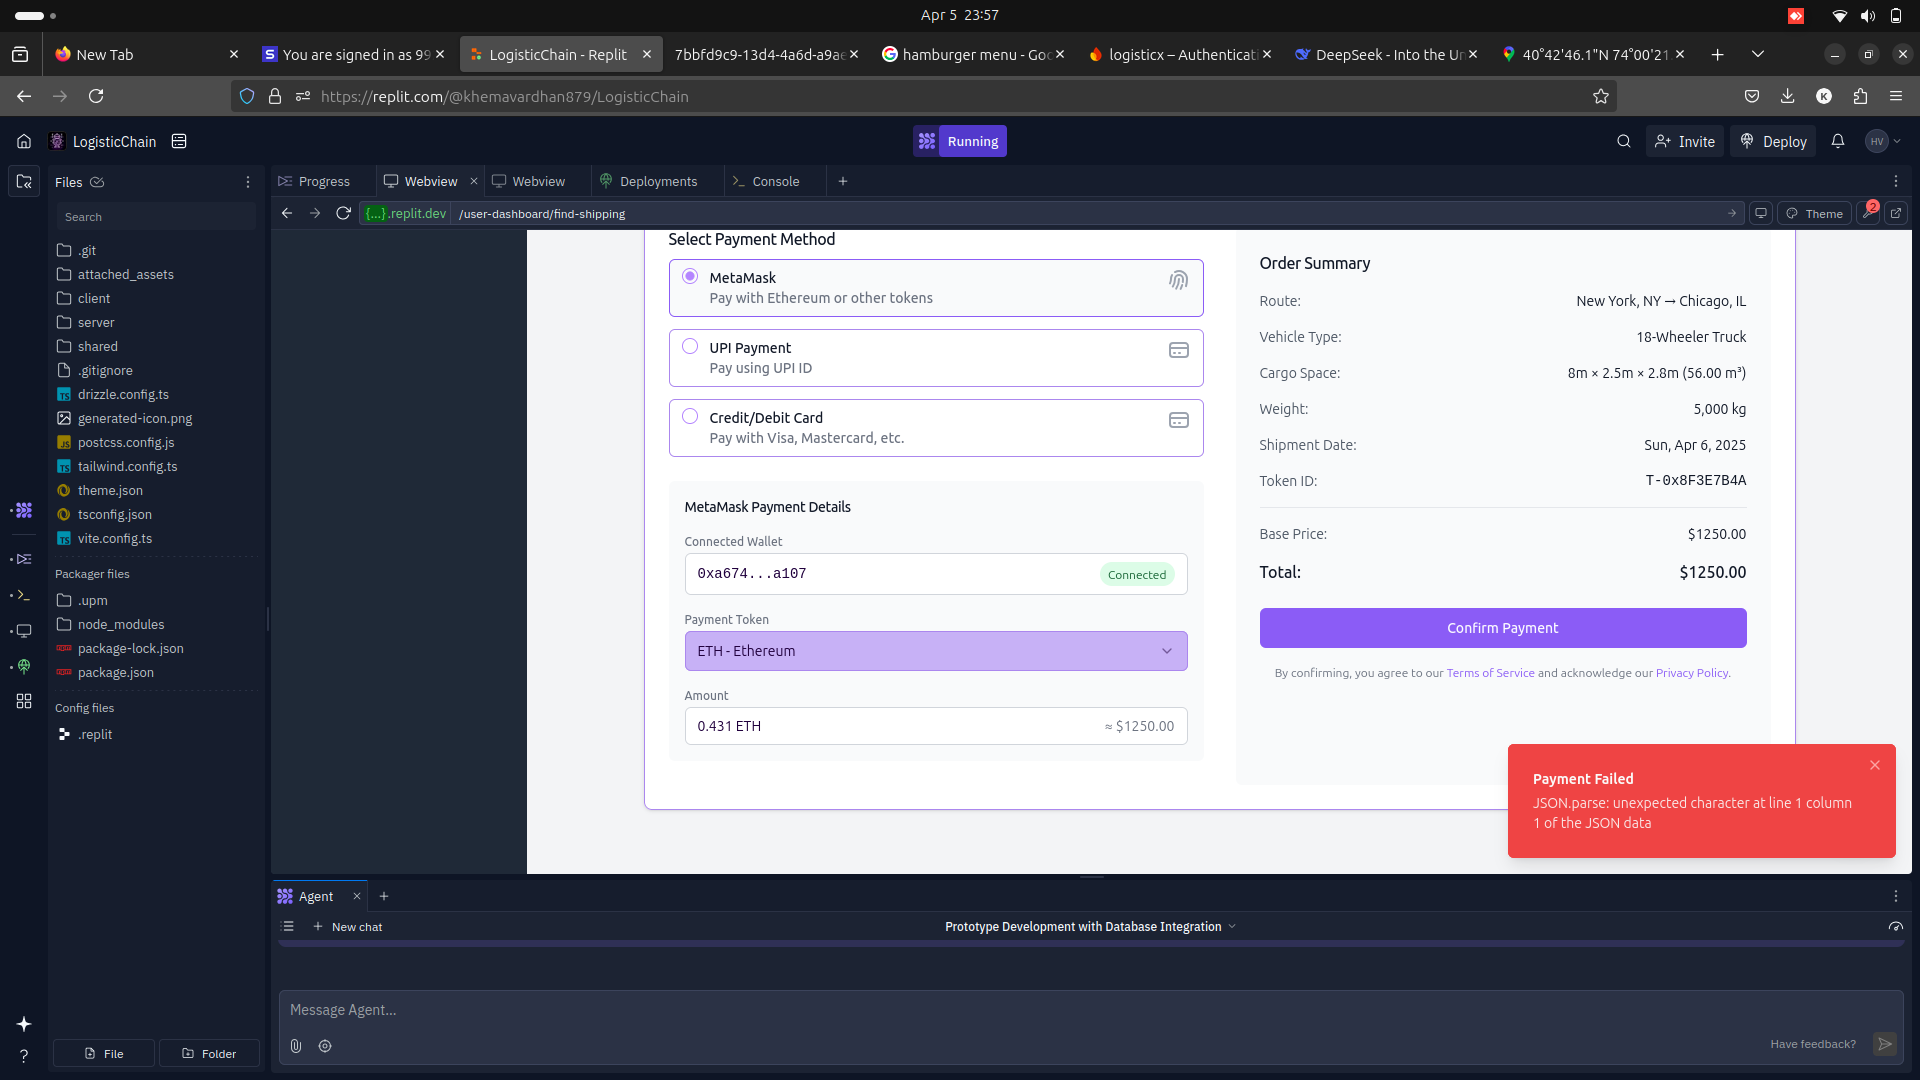 Apr 5 23:57
New Tab
You are signed in as 99
LogisticChain - Replit
7bbfd9c9-13d4-4a6d-a9ae
hamburger menu - Goo
logisticx – Authenticati
DeepSeek - Into the Un
40°42'46.1"N 74°00'21.
https://replit.com/@khemavardhan879/LogisticChain
K
LogisticChain
Running
Invite
Deploy
HV
Files
Search
.git
attached_assets
client
server
shared
.gitignore
drizzle.config.ts
generated-icon.png
postcss.config.js
tailwind.config.ts
theme.json
tsconfig.json
vite.config.ts
Packager files
.upm
node_modules
package-lock.json
package.json
Config files
.replit
File
Folder
Progress
Webview
Webview
Deployments
Console
{...}.replit.dev
/user-dashboard/find-shipping
Theme
2
Select Payment Method
MetaMask
Pay with Ethereum or other tokens
UPI Payment
Pay using UPI ID
Credit/Debit Card
Pay with Visa, Mastercard, etc.
MetaMask Payment Details
Connected Wallet
0xa674...a107
Connected
Payment Token
ETH - Ethereum
Amount
0.431 ETH
≈ $1250.00
Order Summary
Route:
New York, NY → Chicago, IL
Vehicle Type:
18-Wheeler Truck
Cargo Space:
8m × 2.5m × 2.8m (56.00 m³)
Weight:
5,000 kg
Shipment Date:
Sun, Apr 6, 2025
Token ID:
T-0x8F3E7B4A
Base Price:
$1250.00
Total:
$1250.00
Confirm Payment
By confirming, you agree to our Terms of Service and acknowledge our Privacy Policy.
Payment Failed
JSON.parse: unexpected character at line 1 column
1 of the JSON data
Agent
New chat
Prototype Development with Database Integration
Message Agent...
Have feedback?